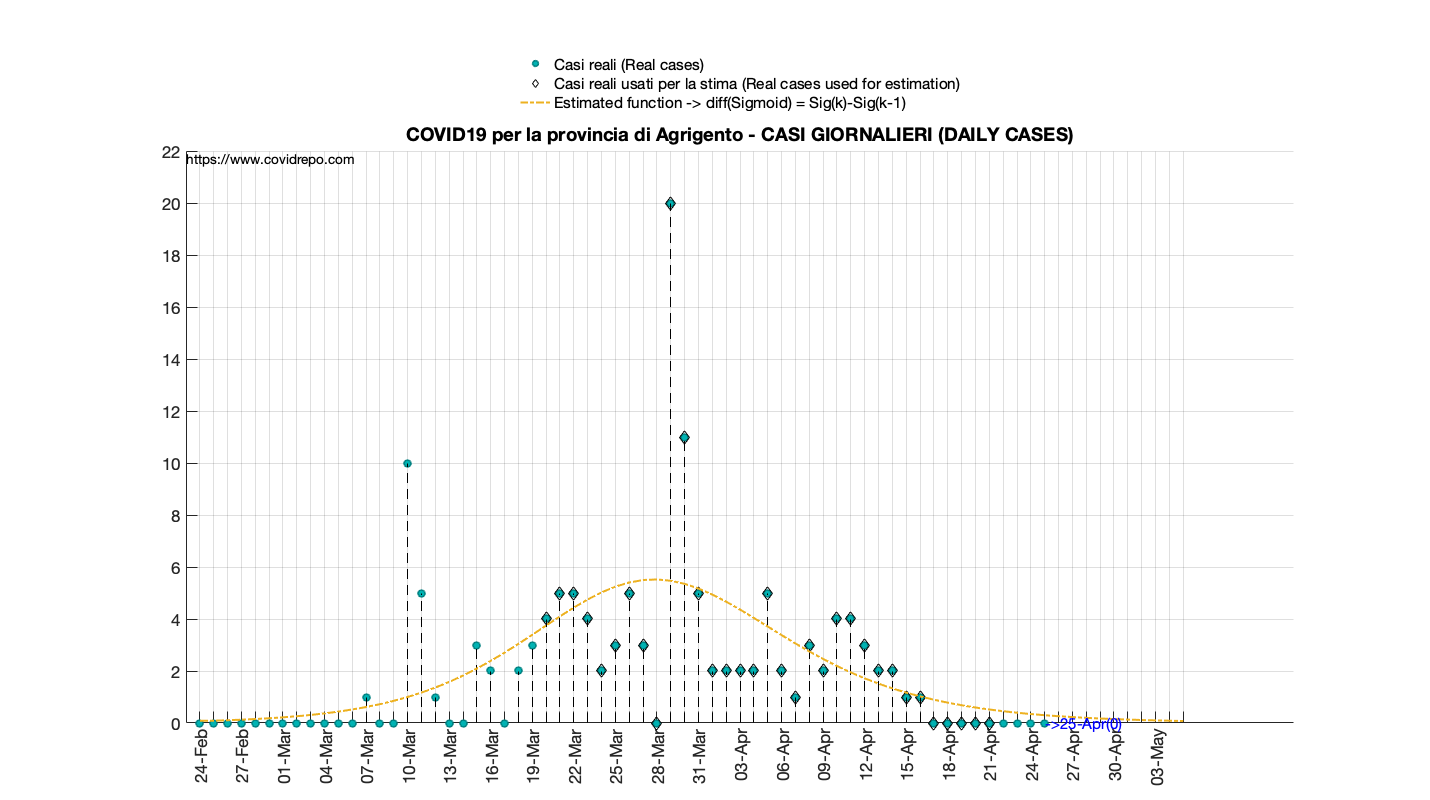 Casi reali (Real cases)
Casi reali usati per la stima (Real cases used for estimation)
Estimated function -> diff(Sigmoid) = Sig(k)-Sig(k-1)
COVID19 per la provincia di Agrigento - CASI GIORNALIERI (DAILY CASES)
https://www.covidrepo.com
22
20
18
16
14
12
10
8
6
4
2
0
->25-Apr(0)
24-Feb
27-Feb
01-Mar
04-Mar
07-Mar
10-Mar
13-Mar
16-Mar
19-Mar
22-Mar
25-Mar
28-Mar
31-Mar
03-Apr
06-Apr
09-Apr
12-Apr
15-Apr
18-Apr
21-Apr
24-Apr
27-Apr
30-Apr
03-May